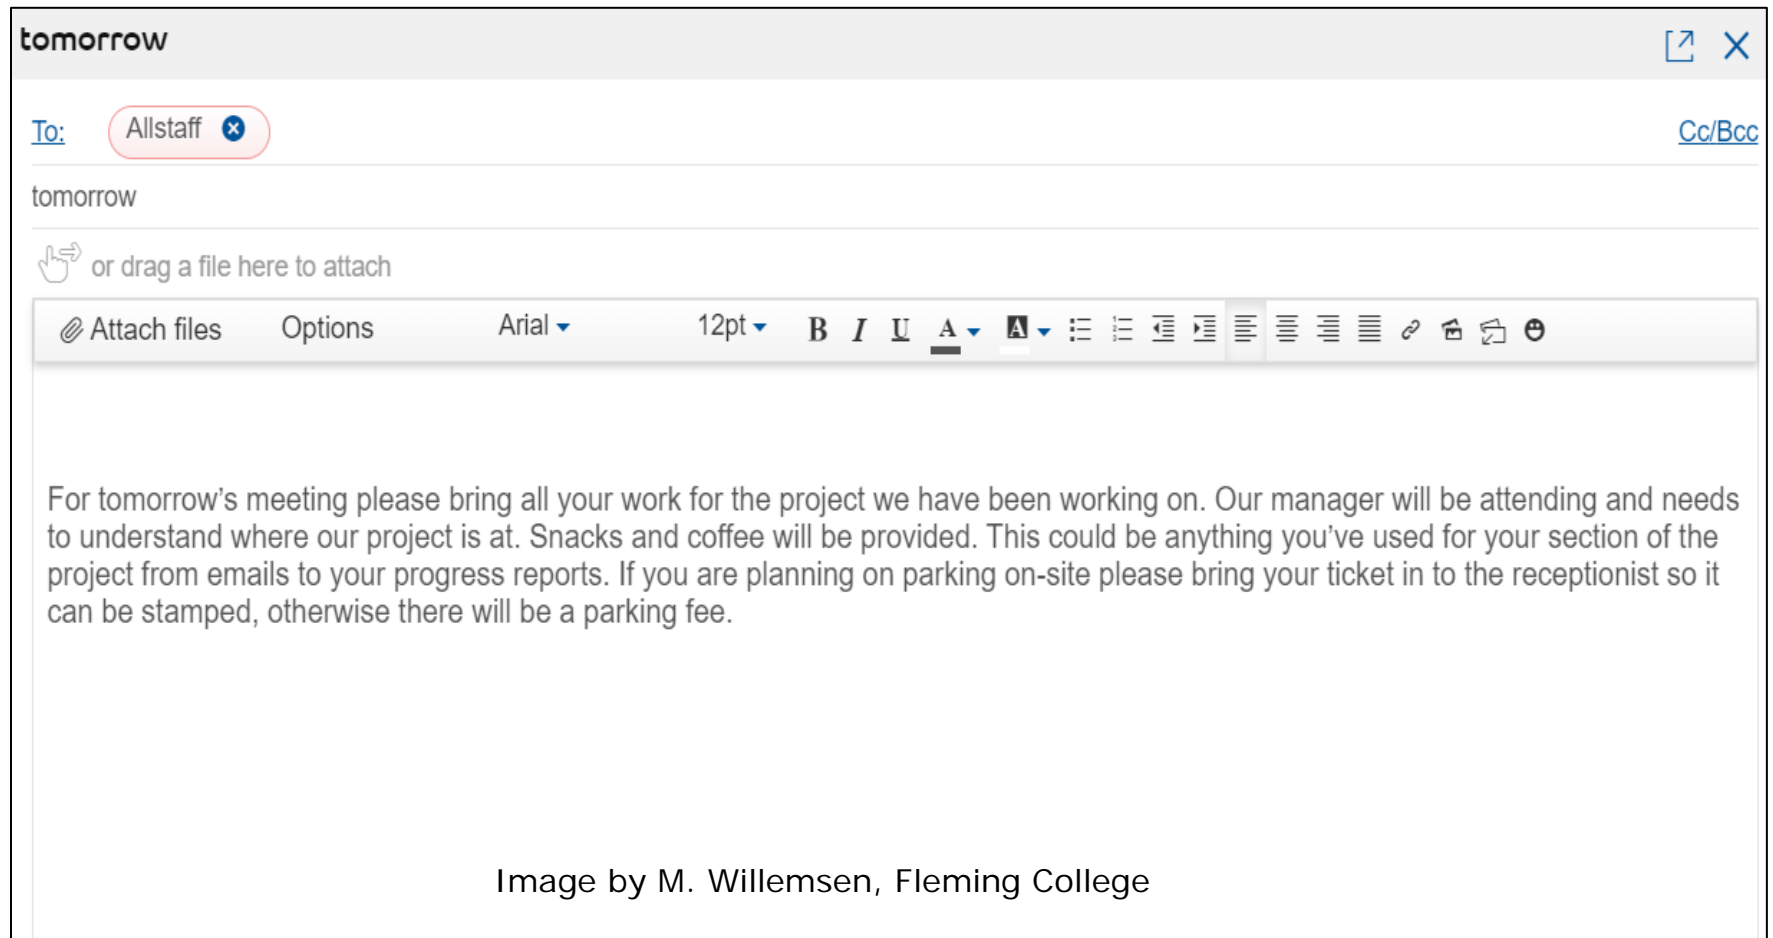 tomorrow
To: Allstaff Cc/Bcc
tomorrow
or drag a file here to attach
Attach files Options Arial 12pt B I U A A
For tomorrow’s meeting please bring all your work for the project we have been working on. Our manager will be attending and needs
to understand where our project is at. Snacks and coffee will be provided. This could be anything you’ve used for your section of the
project from emails to your progress reports. If you are planning on parking on-site please bring your ticket in to the receptionist so it
can be stamped, otherwise there will be a parking fee.
Image by M. Willemsen, Fleming College